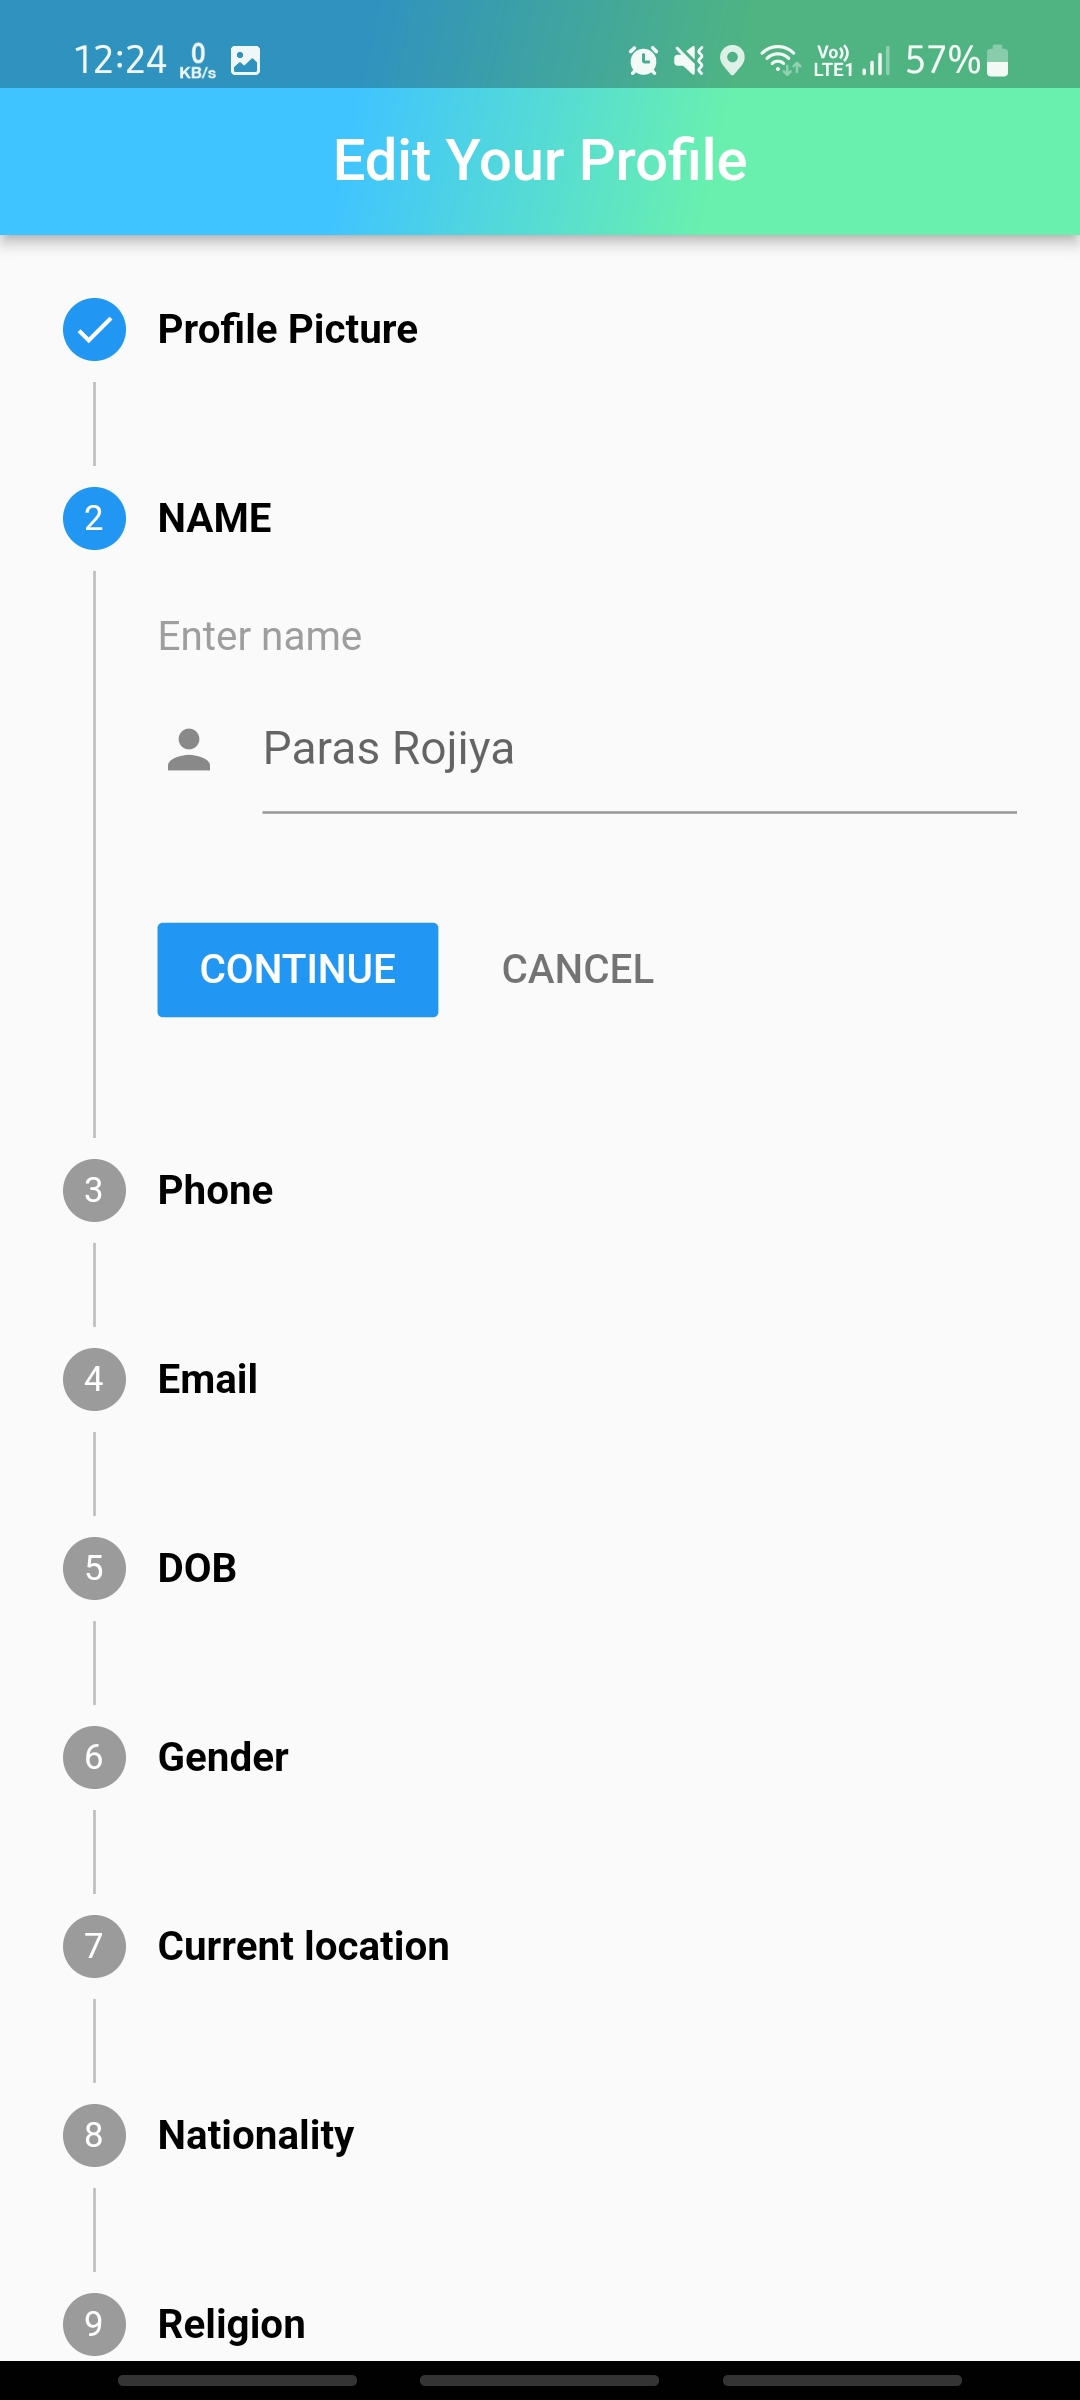 12:24 0 KB/s Vo)) LTE1 57%
Edit Your Profile
Profile Picture
2 NAME
Enter name
Paras Rojiya
CONTINUE CANCEL
3 Phone
4 Email
5 DOB
6 Gender
7 Current location
8 Nationality
9 Religion